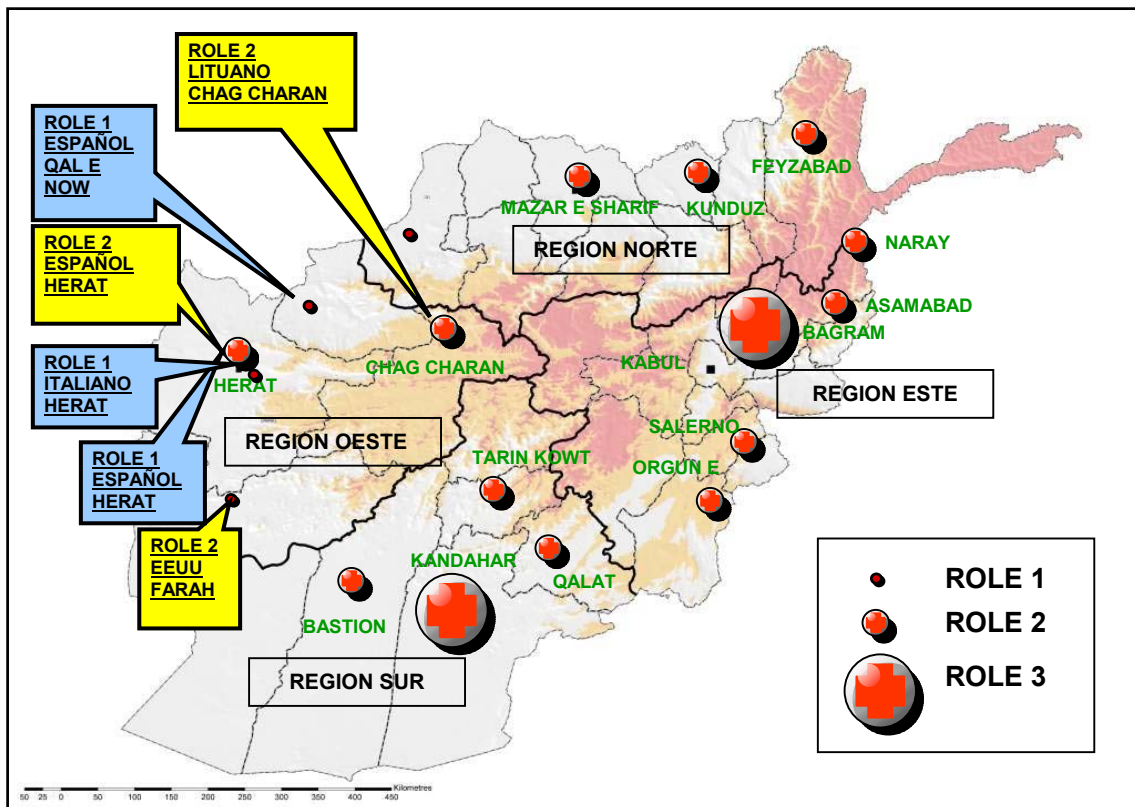 ROLE 2
LITUANO
CHAG CHARAN
ROLE 1
ESPAÑOL
QAL E
NOW
ROLE 2
ESPAÑOL
HERAT
ROLE 1
ITALIANO
HERAT
ROLE 1
ESPAÑOL
HERAT
ROLE 2
EEUU
FARAH
FEYZABAD
MAZAR E SHARIF
KUNDUZ
REGION NORTE
NARAY
ASAMABAD
BAGRAM
KABUL
CHAG CHARAN
HERAT
REGION ESTE
REGION OESTE
SALERNO
TARIN KOWT
ORGUN E
KANDAHAR
QALAT
BASTION
REGION SUR
ROLE 1
ROLE 2
ROLE 3
Kilometres
50 25 0 50 100 150 200 250 300 350 400 450